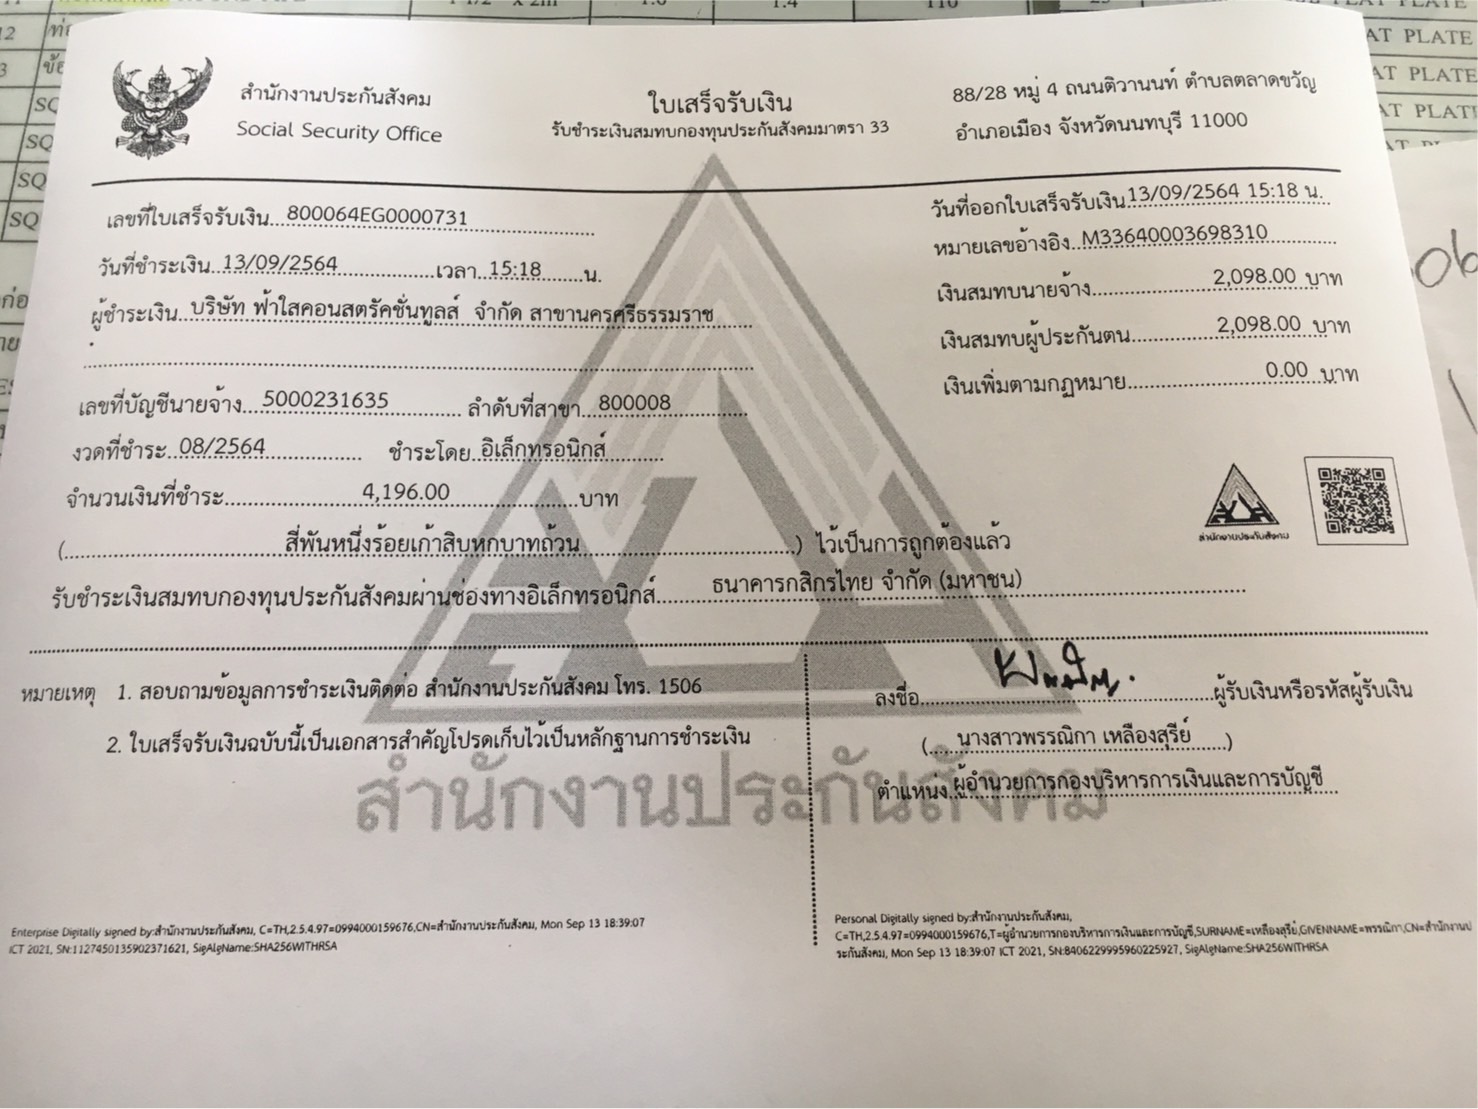 สำนักงานประกันสังคม
Social Security Office
ใบเสร็จรับเงิน
รับชำระเงินสมทบกองทุนประกันสังคมมาตรา 33
88/28 หมู่ 4 ถนนติวานนท์ ตำบลตลาดขวัญ
อำเภอเมือง จังหวัดนนทบุรี 11000
เลขที่ใบเสร็จรับเงิน 800064EG0000731
วันที่ออกใบเสร็จรับเงิน 13/09/2564 15:18 น.
หมายเลขอ้างอิง M33640003698310
วันที่ชำระเงิน 13/09/2564 เวลา 15:18 น.
เงินสมทบนายจ้าง 2,098.00 บาท
ผู้ชำระเงิน บริษัท ฟ้าใสคอนสตรัคชั่นทูลส์ จำกัด สาขานครศรีธรรมราช
เงินสมทบผู้ประกันตน 2,098.00 บาท
เงินเพิ่มตามกฎหมาย 0.00 บาท
เลขที่บัญชีนายจ้าง 5000231635 ลำดับที่สาขา 800008
งวดที่ชำระ 08/2564 ชำระโดย อิเล็กทรอนิกส์
จำนวนเงินที่ชำระ 4,196.00 บาท
(สี่พันหนึ่งร้อยเก้าสิบหกบาทถ้วน) ไว้เป็นการถูกต้องแล้ว
สำนักงานประกันสังคม
รับชำระเงินสมทบกองทุนประกันสังคมผ่านช่องทางอิเล็กทรอนิกส์ ธนาคารกสิกรไทย จำกัด (มหาชน)
หมายเหตุ 1. สอบถามข้อมูลการชำระเงินติดต่อ สำนักงานประกันสังคม โทร. 1506
2. ใบเสร็จรับเงินฉบับนี้เป็นเอกสารสำคัญโปรดเก็บไว้เป็นหลักฐานการชำระเงิน
ลงชื่อ ผู้รับเงินหรือรหัสผู้รับเงิน
(นางสาวพรรณิกา เหลืองสุรีย์)
ตำแหน่ง ผู้อำนวยการกองบริหารการเงินและการบัญชี
สำนักงานประกันสังคม
Enterprise Digitally signed by:สำนักงานประกันสังคม, C=TH,2.5.4.97=0994000159676,CN=สำนักงานประกันสังคม, Mon Sep 13 18:39:07
ICT 2021, SN:1127450135902371621, SigAlgName:SHA256WITHRSA
Personal Digitally signed by:สำนักงานประกันสังคม,
C=TH,2.5.4.97=0994000159676,T=ผู้อำนวยการกองบริหารการเงินและการบัญชี,SURNAME=เหลืองสุรีย์,GIVENNAME=พรรณิกา,CN=สำนักงานป
ระกันสังคม, Mon Sep 13 18:39:07 ICT 2021, SN:8406229995960225927, SigAlgName:SHA256WITHRSA